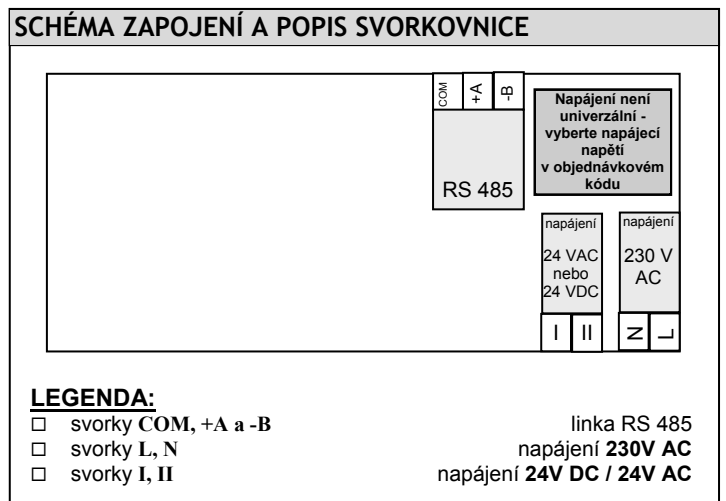 SCHÉMA ZAPOJENÍ A POPIS SVORKOVNICE
COM
+A
-B
RS 485
Napájení není
univerzální -
vyberte napájecí
napětí
v objednávkovém
kódu
napájení
24 VAC
nebo
24 VDC
I
II
napájení
230 V
AC
N
L
LEGENDA:
□ svorky COM, +A a -B linka RS 485
□ svorky L, N napájení 230V AC
□ svorky I, II napájení 24V DC / 24V AC